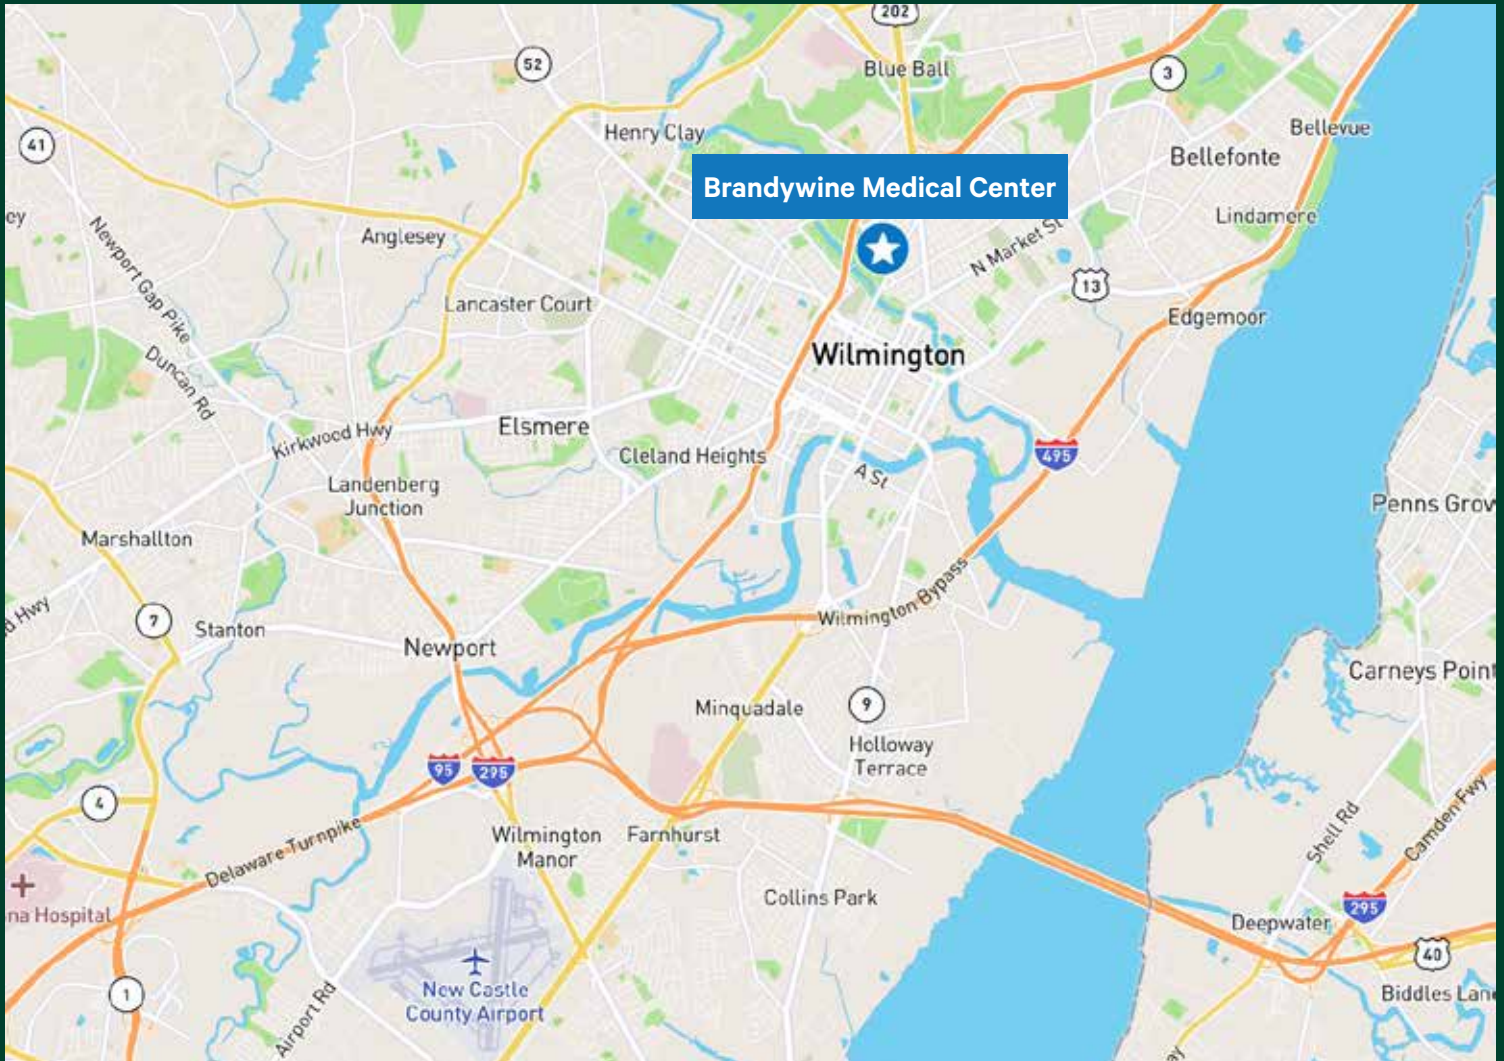 202
52
Blue Ball
3
Henry Clay
Bellevue
41
Bellefonte
Brandywine Medical Center
ey
Lindamere
Anglesey
N Market St
Newport Gap Pike
13
Lancaster Court
Edgemoor
Wilmington
Duncan Rd
Elsmere
Kirkwood Hwy
Cleland Heights
495
A St
Landenberg
Junction
Penns Grov
Marshallton
Wilmington Bypass
d Hwy
7
Stanton
Newport
Carneys Point
Minquadale
9
Holloway
Terrace
95
295
4
Shell Rd
Camden Fwy
Delaware Turnpike
Wilmington
Manor
Farnhurst
Collins Park
na Hospital
295
Deepwater
40
New Castle
County Airport
1
Biddles Lan
Airport Rd
ay